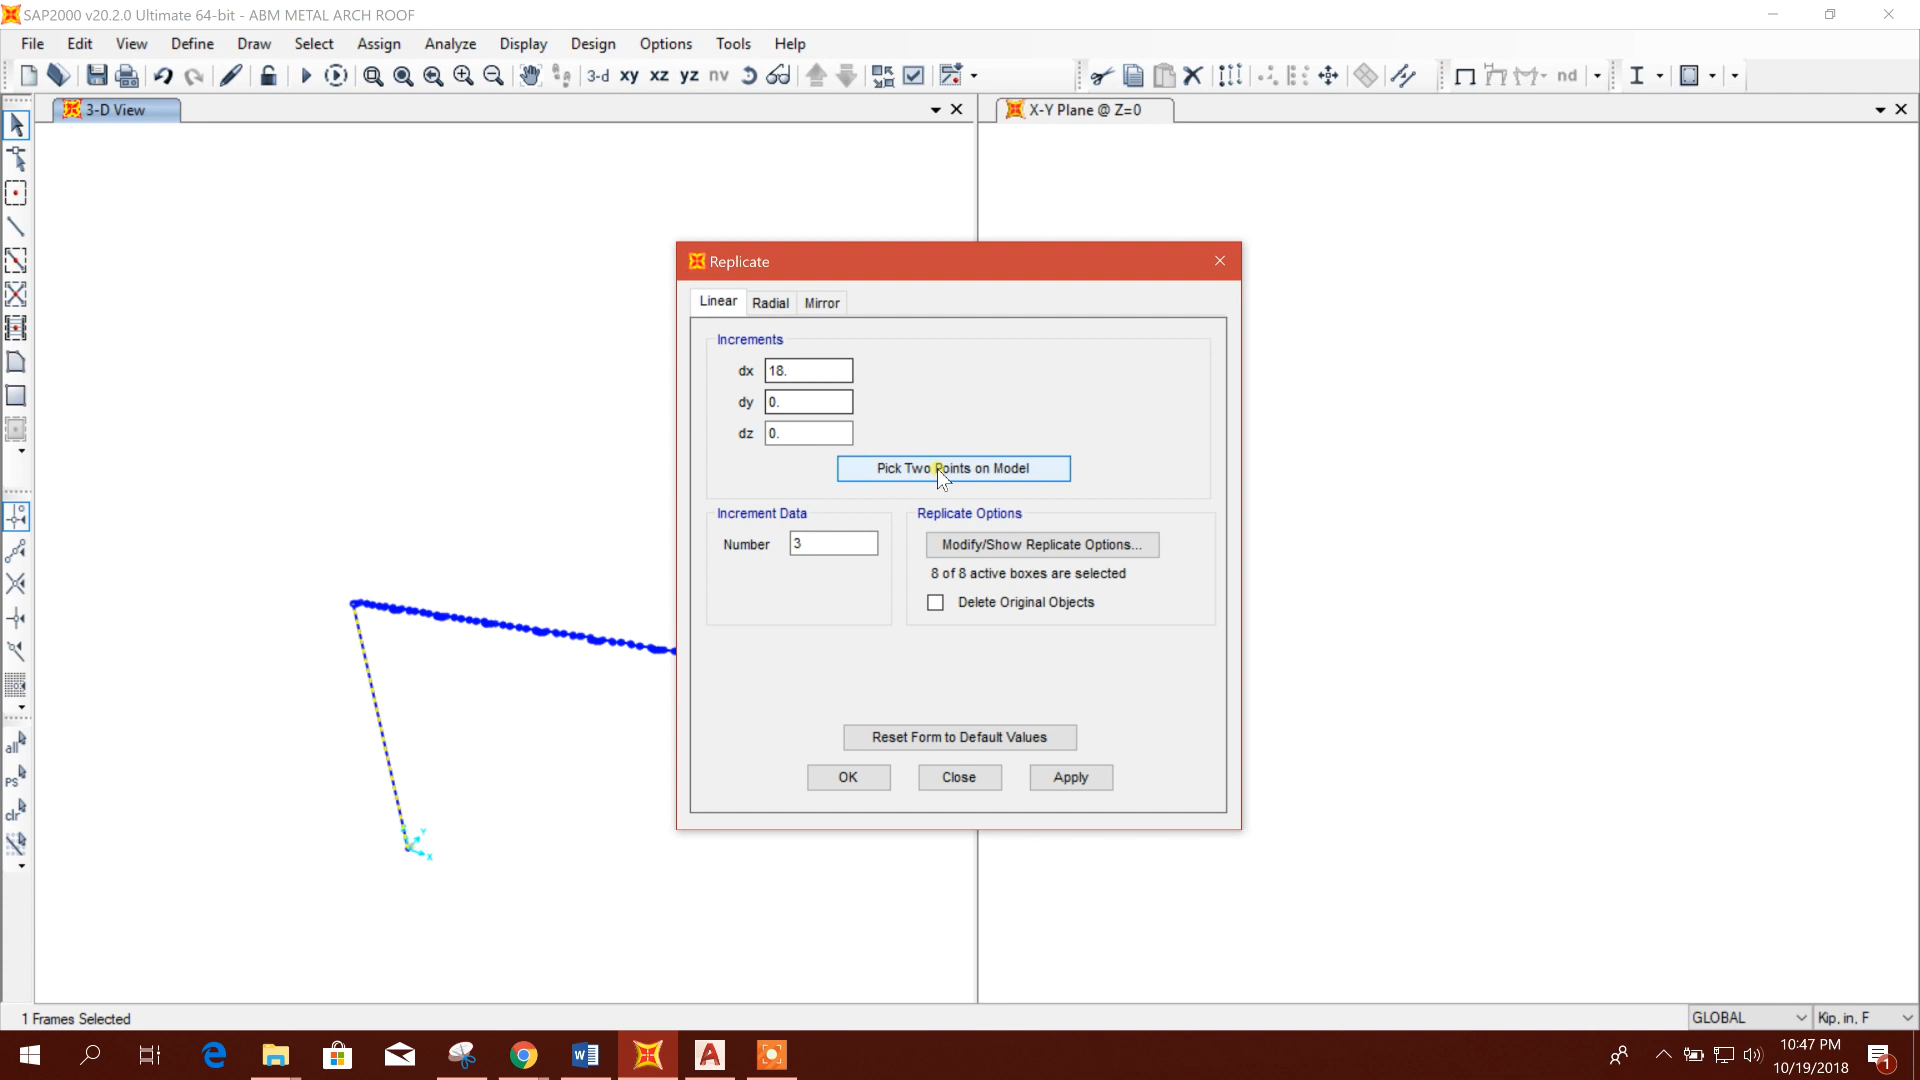 SAP2000 v20.2.0 Ultimate 64-bit - ABM METAL ARCH ROOF
File Edit View Define Draw Select Assign Analyze Display Design Options Tools Help
3-d xy xz yz nv nd
3-D View
X-Y Plane @ Z=0
Replicate
Linear Radial Mirror
Increments
dx 18.
dy 0.
dz 0.
Pick Two Points on Model
Increment Data
Number 3
Replicate Options
Modify/Show Replicate Options...
8 of 8 active boxes are selected
Delete Original Objects
Reset Form to Default Values
OK Close Apply
all
PS
clr
Y
X
1 Frames Selected
GLOBAL
Kip, in, F
10:47 PM
10/19/2018
1